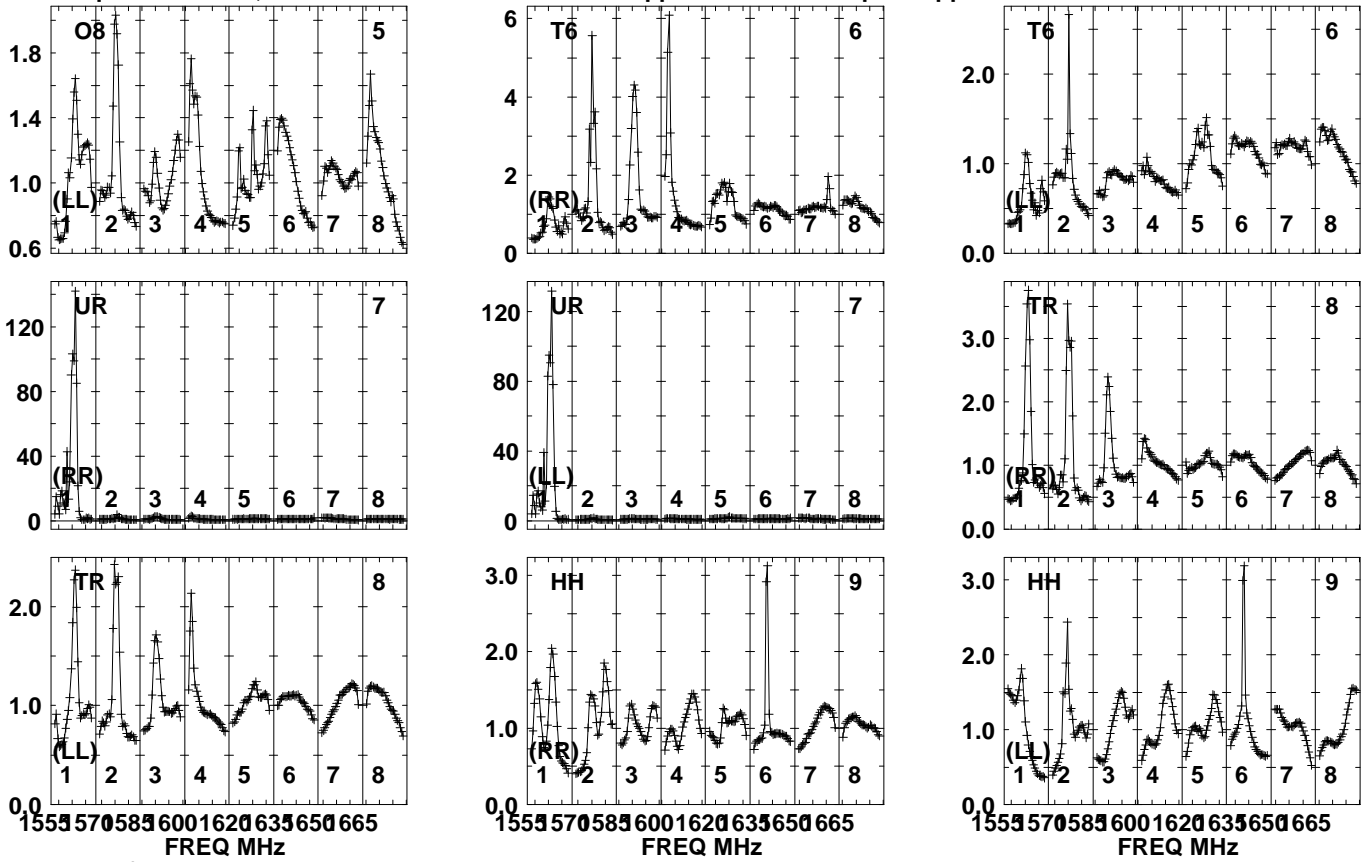 O8 5 T6 6 T6 6
1.8 6 2.0
1.4 4
1.0 2 1.0
(LL) (RR) (LL)
0.6 1 2 3 4 5 6 7 8 0 1 2 3 4 5 6 7 8 0.0 1 2 3 4 5 6 7 8
UR 7 UR 7 TR 8
120 120 3.0
80 80 2.0
40 40 1.0
(RR) (LL) (RR)
0 1 2 3 4 5 6 7 8 0 1 2 3 4 5 6 7 8 0.0 1 2 3 4 5 6 7 8
TR 8 HH 9 HH 9
2.0 3.0 3.0
2.0 2.0
1.0 1.0 1.0
(LL) (RR) (LL)
1 2 3 4 5 6 7 8 1 2 3 4 5 6 7 8 1 2 3 4 5 6 7 8
0.0 0.0 0.0
1555 1570 1585 1600 1620 1635 1650 1665 1555 1570 1585 1600 1620 1635 1650 1665 1555 1570 1585 1600 1620 1635 1650 1665
FREQ MHz FREQ MHz FREQ MHz